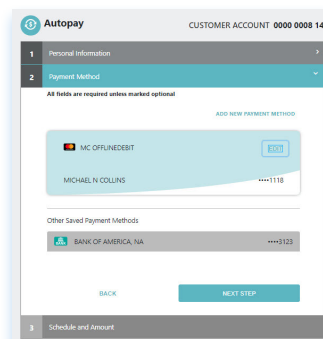 Autopay
CUSTOMER ACCOUNT 0000 0008 14
1 Personal Information
2 Payment Method
All fields are required unless marked optional
ADD NEW PAYMENT METHOD
MC OFFLINEDEBIT
EDIT
MICHAEL N COLLINS ••••1118
Other Saved Payment Methods
BANK OF AMERICA, NA ••••3123
BACK NEXT STEP
3 Schedule and Amount